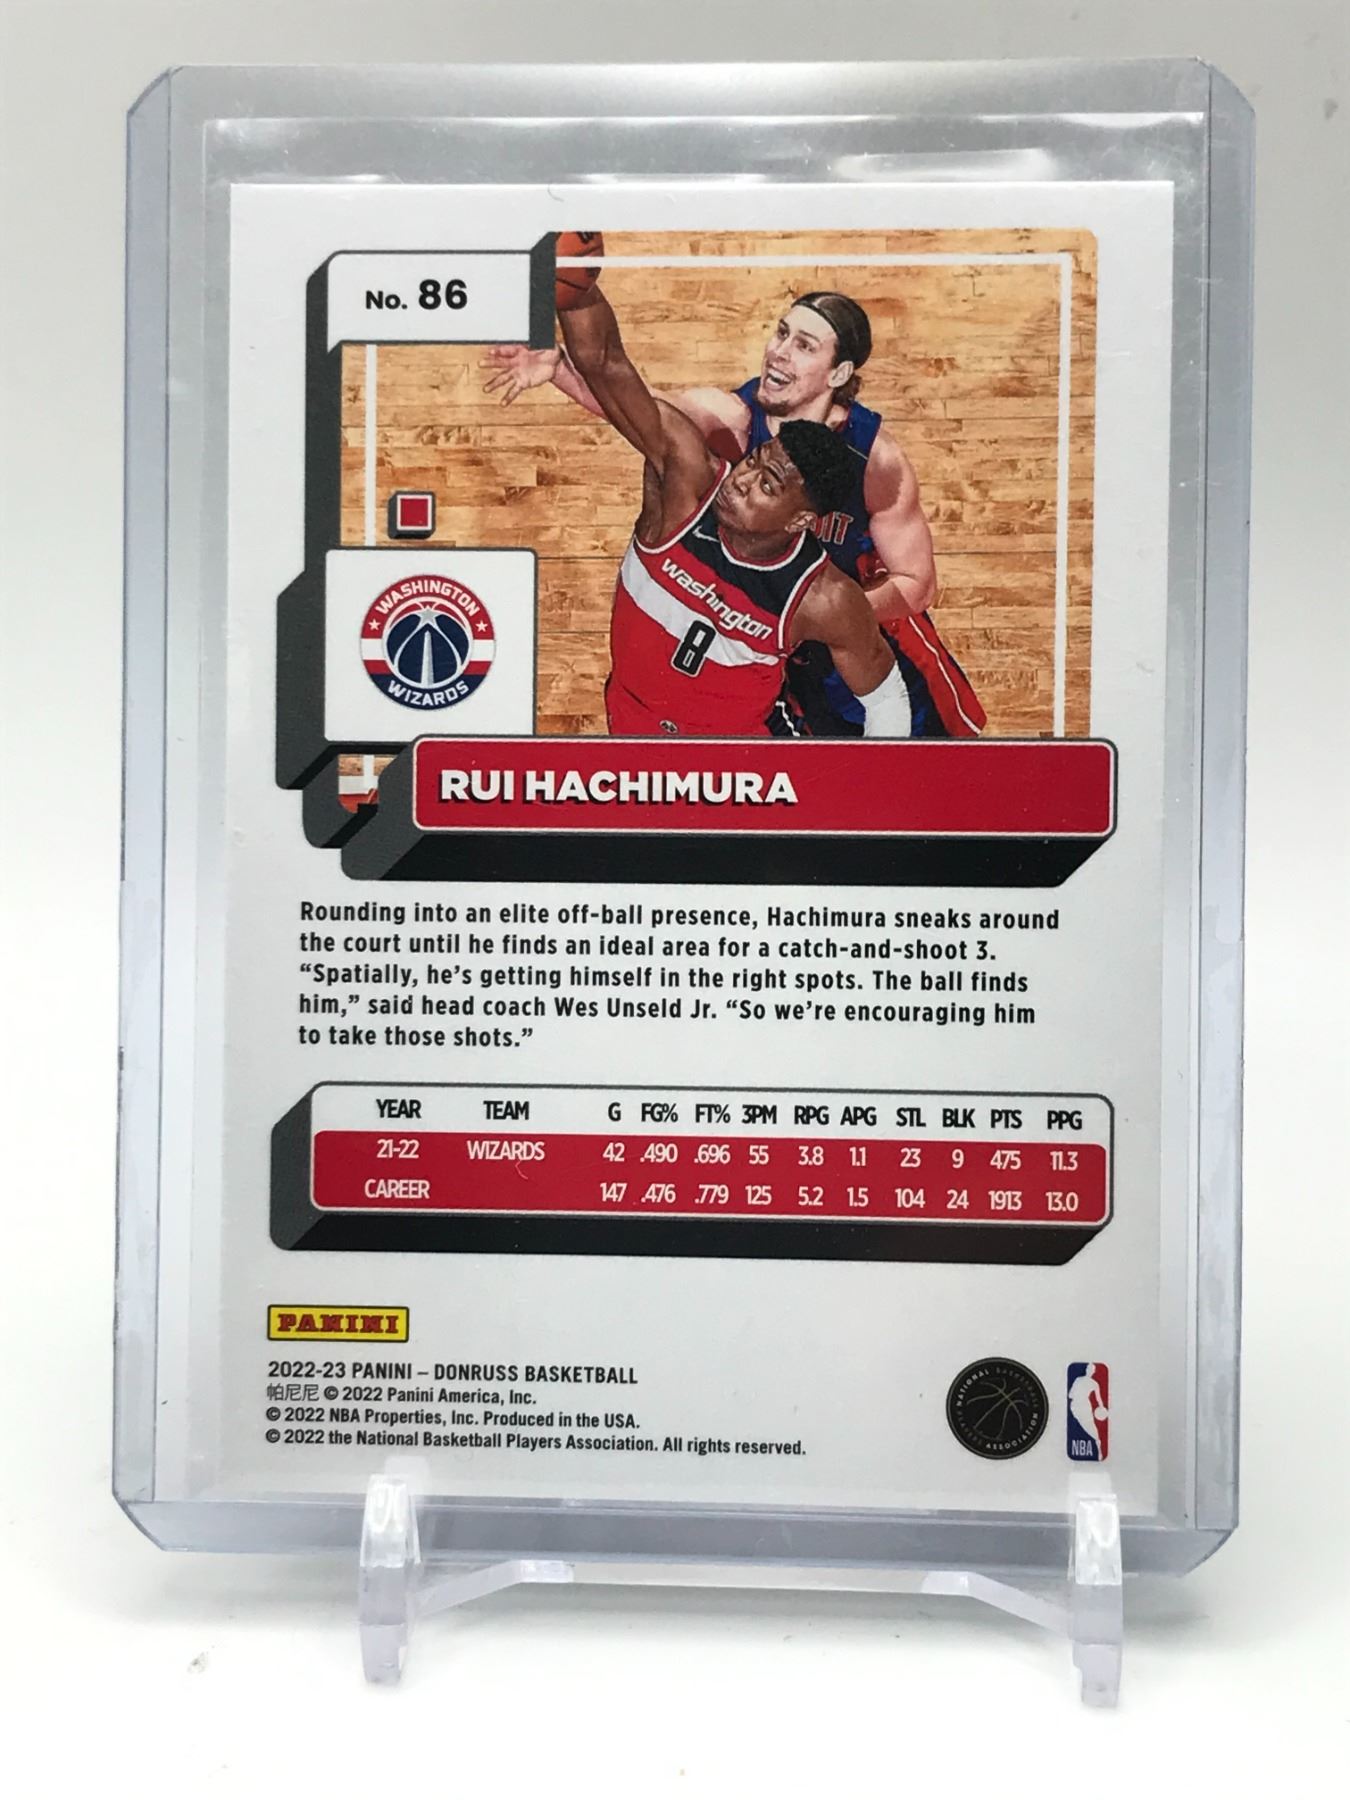 No. 86
DIT
washington
8
WASHINGTON
WIZARDS
RUI HACHIMURA
Rounding into an elite off-ball presence, Hachimura sneaks around
the court until he finds an ideal area for a catch-and-shoot 3.
“Spatially, he’s getting himself in the right spots. The ball finds
him,” said head coach Wes Unseld Jr. “So we’re encouraging him
to take those shots.”
YEAR TEAM G FG% FT% 3PM RPG APG STL BLK PTS PPG
21-22 WIZARDS 42 .490 .696 55 3.8 1.1 23 9 475 11.3
CAREER 147 .476 .779 125 5.2 1.5 104 24 1913 13.0
PANINI
2022-23 PANINI – DONRUSS BASKETBALL
帕尼尼 © 2022 Panini America, Inc.
© 2022 NBA Properties, Inc. Produced in the USA.
© 2022 the National Basketball Players Association. All rights reserved.
NATIONAL BASKETBALL
PLAYERS ASSOCIATION
NBA